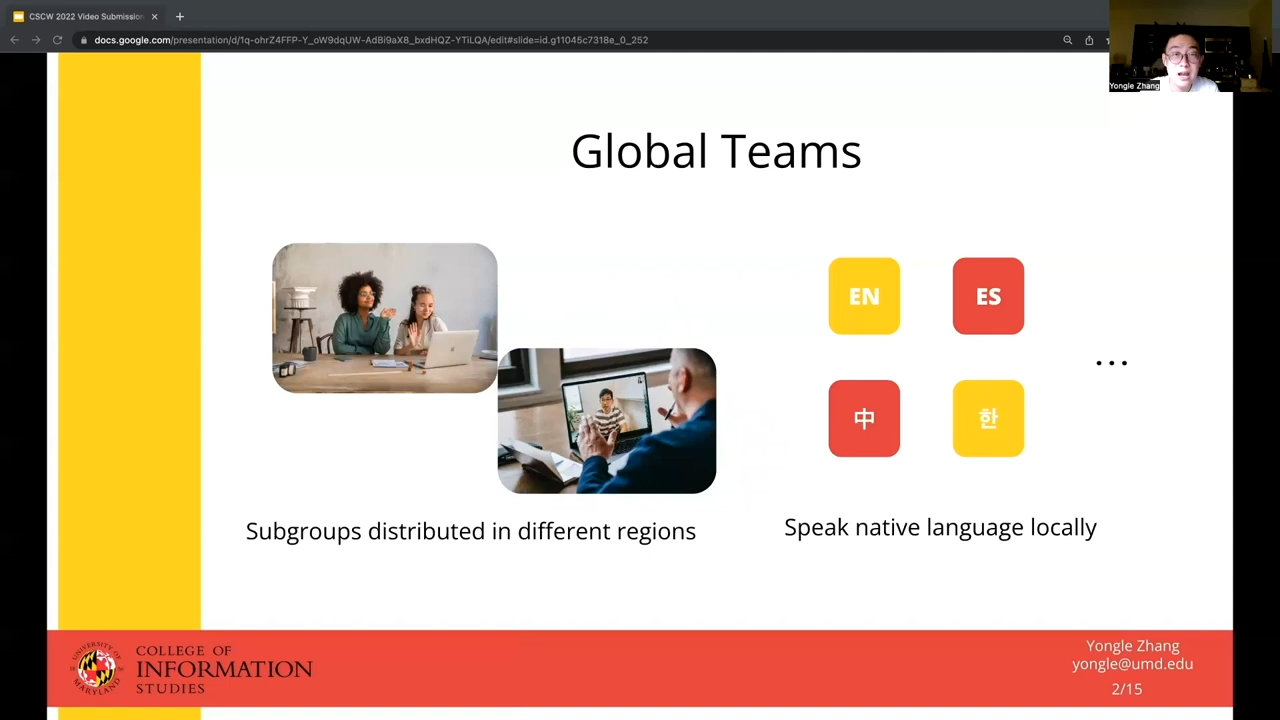 CSCW 2022 Video Submission
docs.google.com/presentation/d/1q-ohrZ4FFP-Y_oW9dqUW-AdBi9aX8_bxdHQZ-YTiLQA/edit#slide=id.g11045c7318e_0_252
Yongle Zhang
Global Teams
EN
ES
...
中
한
Subgroups distributed in different regions
Speak native language locally
UNIVERSITY OF
MARYLAND
COLLEGE OF
INFORMATION
STUDIES
Yongle Zhang
yongle@umd.edu
2/15